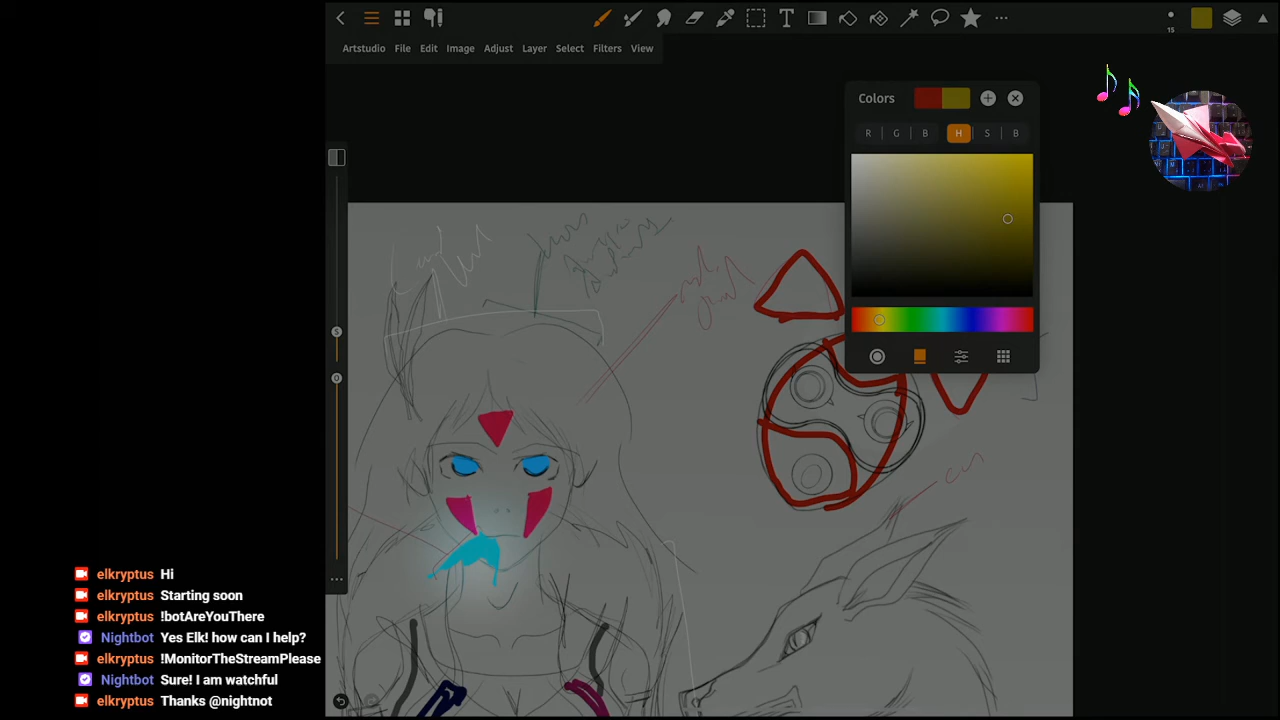 15
Artstudio File Edit Image Adjust Layer Select Filters View
Colors
R G B H S B
S
O
elkryptus Hi
elkryptus Starting soon
elkryptus !botAreYouThere
Nightbot Yes Elk! how can I help?
elkryptus !MonitorTheStreamPlease
Nightbot Sure! I am watchful
elkryptus Thanks @nightnot